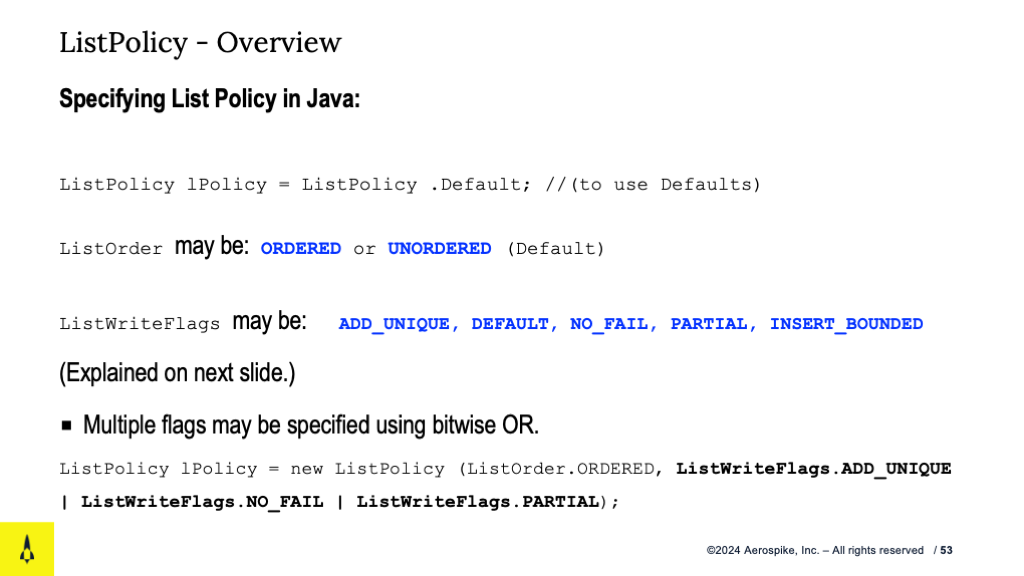 ListPolicy - Overview
Specifying List Policy in Java:
ListPolicy lPolicy = ListPolicy .Default; //(to use Defaults)
ListOrder may be: ORDERED or UNORDERED (Default)
ListWriteFlags may be: ADD_UNIQUE, DEFAULT, NO_FAIL, PARTIAL, INSERT_BOUNDED
(Explained on next slide.)
▪ Multiple flags may be specified using bitwise OR.
ListPolicy lPolicy = new ListPolicy (ListOrder.ORDERED, ListWriteFlags.ADD_UNIQUE
| ListWriteFlags.NO_FAIL | ListWriteFlags.PARTIAL);
©2024 Aerospike, Inc. – All rights reserved / 53